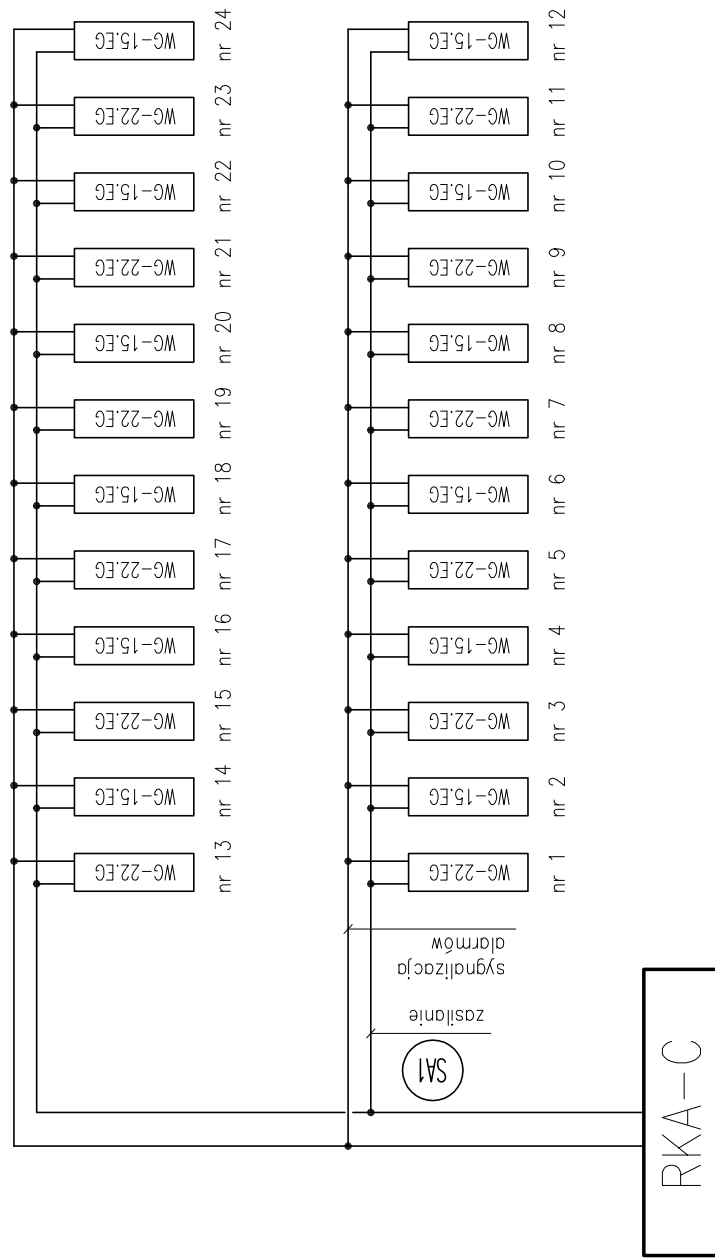 WG-15.EG
nr 24
WG-15.EG
nr 12
WG-22.EG
nr 23
WG-22.EG
nr 11
WG-15.EG
nr 22
WG-15.EG
nr 10
WG-22.EG
nr 21
WG-22.EG
nr 9
WG-15.EG
nr 20
WG-15.EG
nr 8
WG-22.EG
nr 19
WG-22.EG
nr 7
WG-15.EG
nr 18
WG-15.EG
nr 6
WG-22.EG
nr 17
WG-22.EG
nr 5
WG-15.EG
nr 16
WG-15.EG
nr 4
WG-22.EG
nr 15
WG-22.EG
nr 3
WG-15.EG
nr 14
WG-15.EG
nr 2
WG-22.EG
nr 13
WG-22.EG
nr 1
sygnalizacja
alarmów
zasilanie
SA1
RKA-C